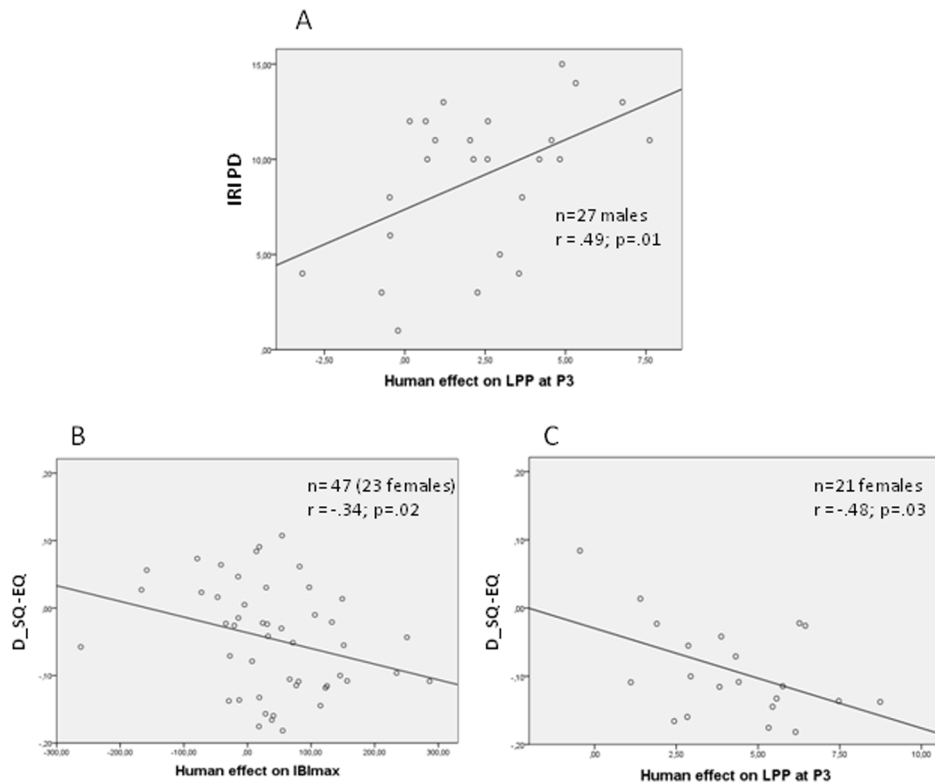 A
IRI PD
15,00
10,00
5,00
,00
n=27 males
r = .49; p=.01
-2,50 ,00 2,50 5,00 7,50
Human effect on LPP at P3
B
D_SQ-EQ
,20
,10
,00
-,10
-,20
n= 47 (23 females)
r =-.34; p=.02
-300,00 -200,00 -100,00 ,00 100,00 200,00 300,00
Human effect on IBImax
C
D_SQ-EQ
,20
,10
,00
-,10
-,20
n=21 females
r =-.48; p=.03
,00 2,50 5,00 7,50 10,00
Human effect on LPP at P3